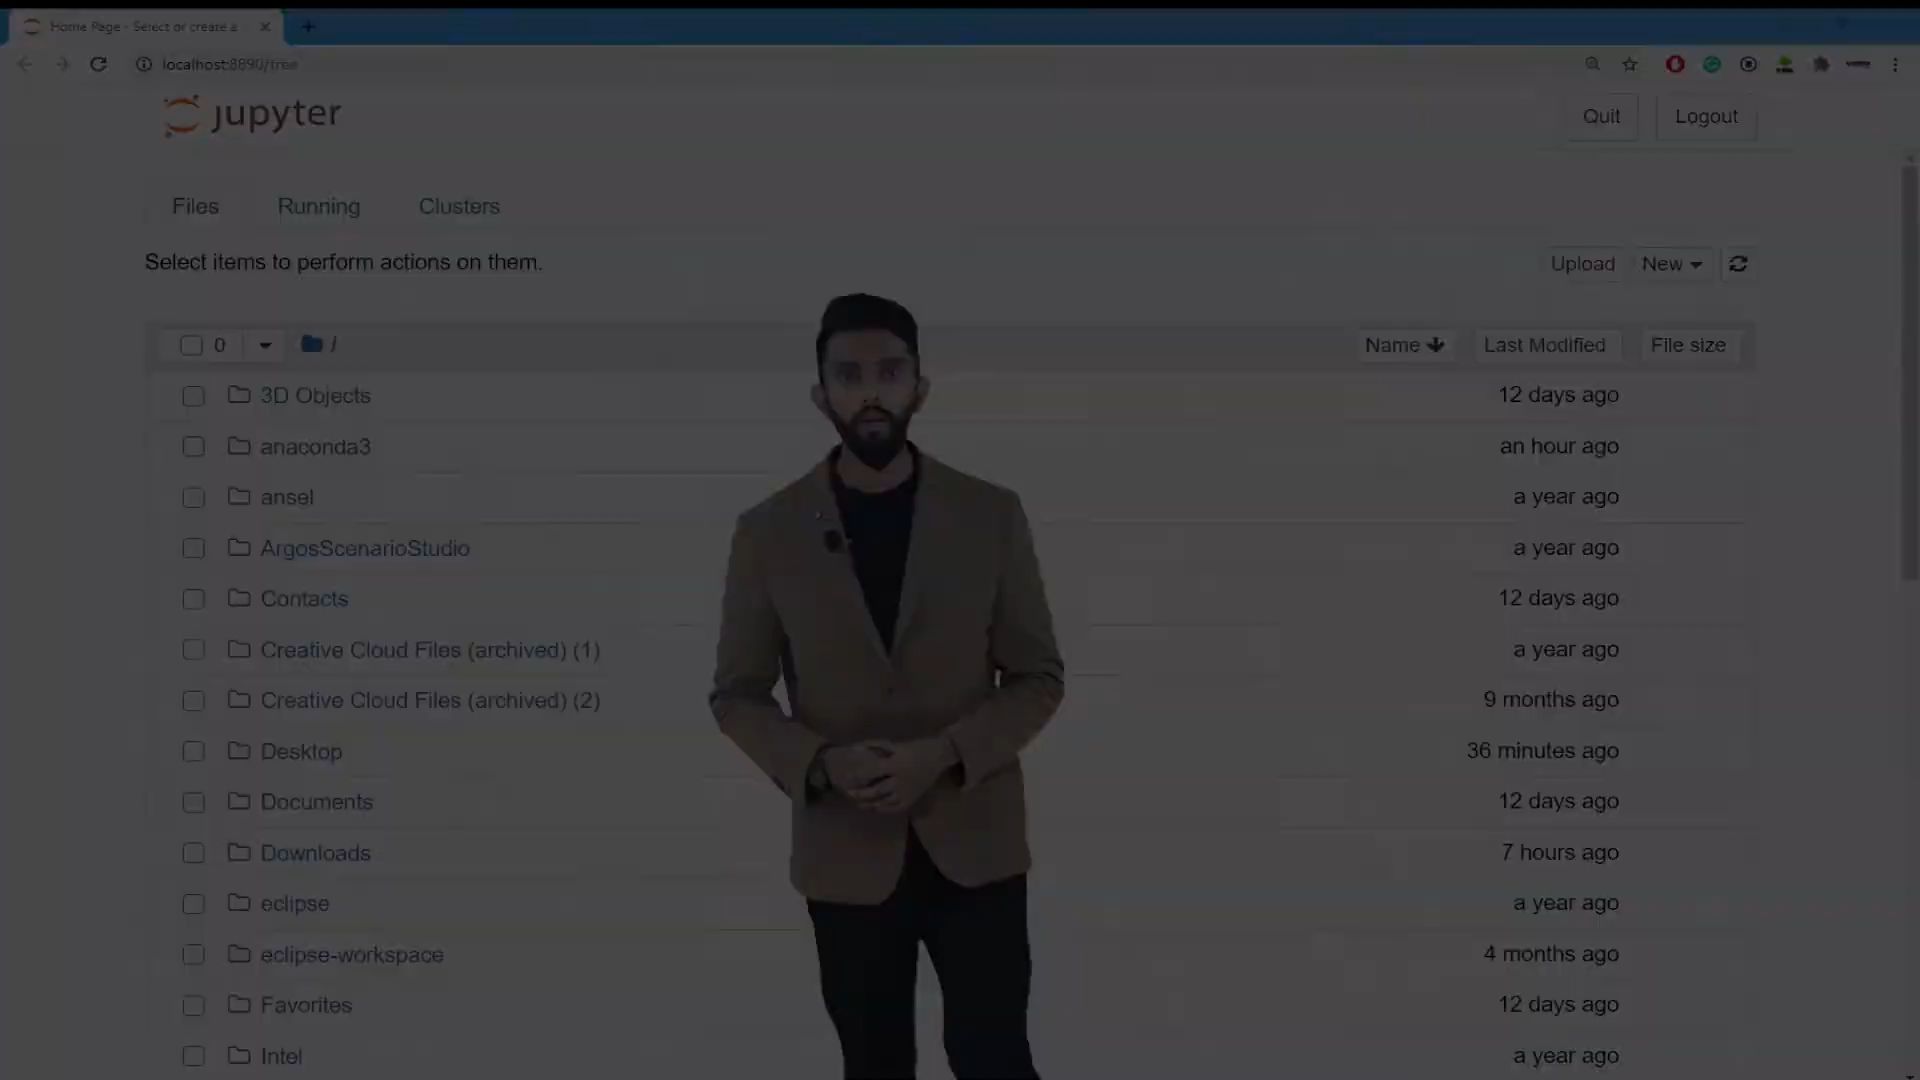 Home Page - Select or create a
localhost:8890/tree
jupyter
Quit Logout
Files Running Clusters
Select items to perform actions on them.
Upload New
0 /
Name Last Modified File size
3D Objects 12 days ago
anaconda3 an hour ago
ansel a year ago
ArgosScenarioStudio a year ago
Contacts 12 days ago
Creative Cloud Files (archived) (1) a year ago
Creative Cloud Files (archived) (2) 9 months ago
Desktop 36 minutes ago
Documents 12 days ago
Downloads 7 hours ago
eclipse a year ago
eclipse-workspace 4 months ago
Favorites 12 days ago
Intel a year ago